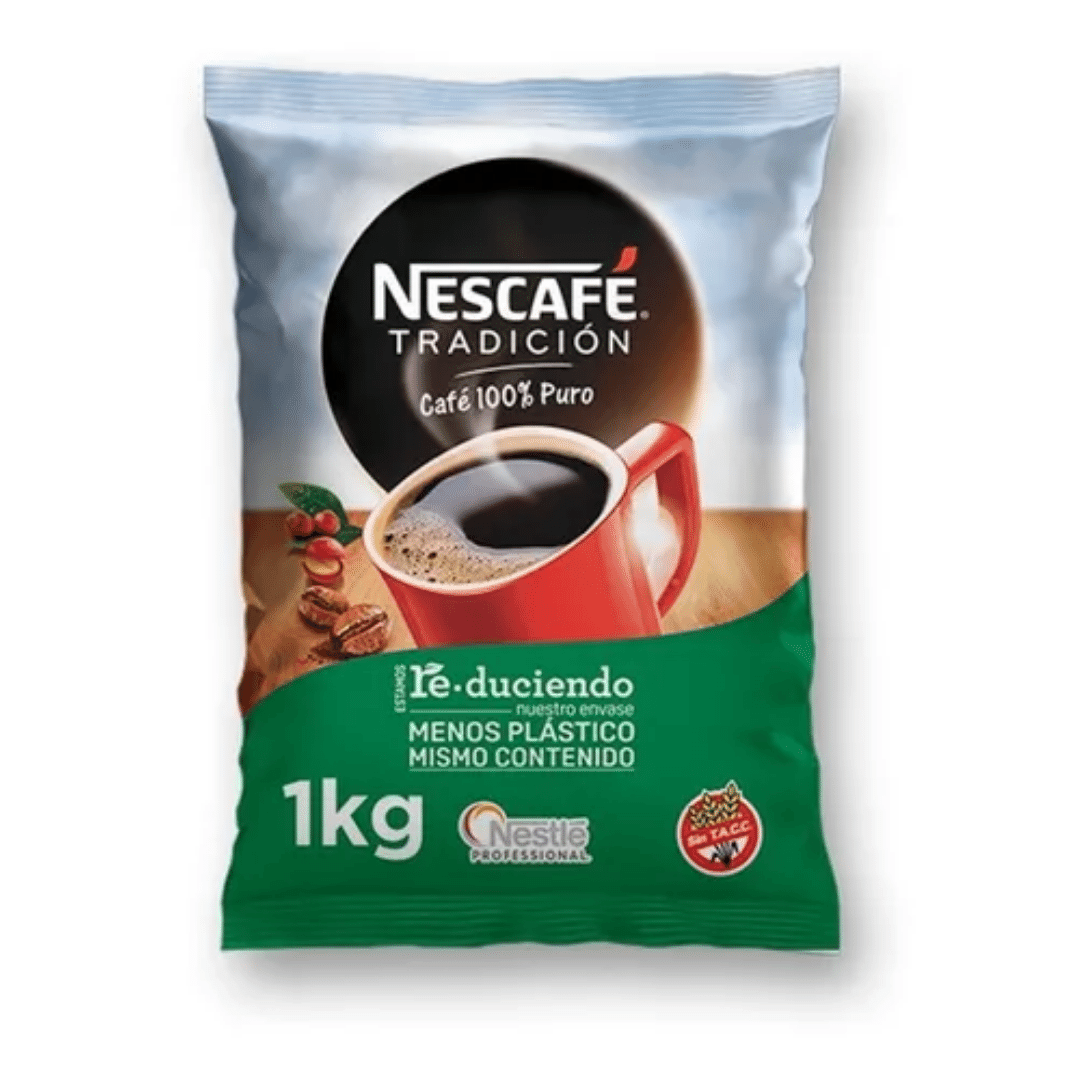 NESCAFÉ®
TRADICIÓN
Café 100% Puro
ESTAMOS
re·duciendo
nuestro envase
MENOS PLÁSTICO
MISMO CONTENIDO
1kg
Nestlé
PROFESSIONAL.
Sin T.A.C.C.